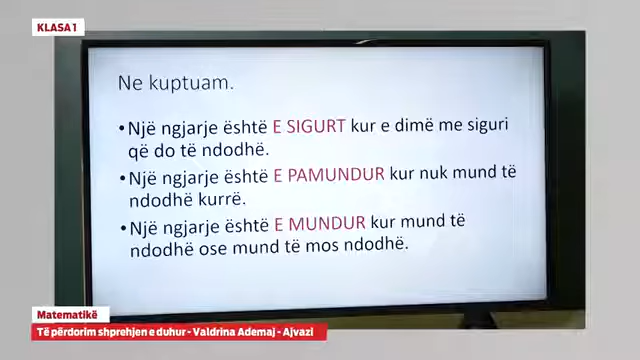 KLASA 1
Ne kuptuam.
•Një ngjarje është E SIGURT kur e dimë me siguri
që do të ndodhë.
•Një ngjarje është E PAMUNDUR kur nuk mund të
ndodhë kurrë.
•Një ngjarje është E MUNDUR kur mund të
ndodhë ose mund të mos ndodhë.
Matematikë
Të përdorim shprehjen e duhur - Valdrina Ademaj - Ajvazi